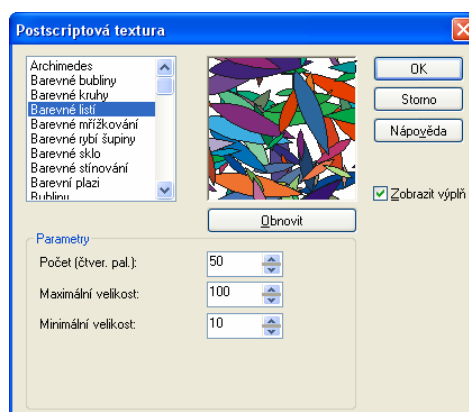 Postscriptová textura
Archimedes
Barevné bubliny
Barevné kruhy
Barevné listí
Barevné mřížkování
Barevné rybí šupiny
Barevné sklo
Barevné stínování
Barevní plazi
Bubliny
OK
Storno
Nápověda
Zobrazit výplň
Obnovit
Parametry
Počet (čtver. pal.): 50
Maximální velikost: 100
Minimální velikost: 10